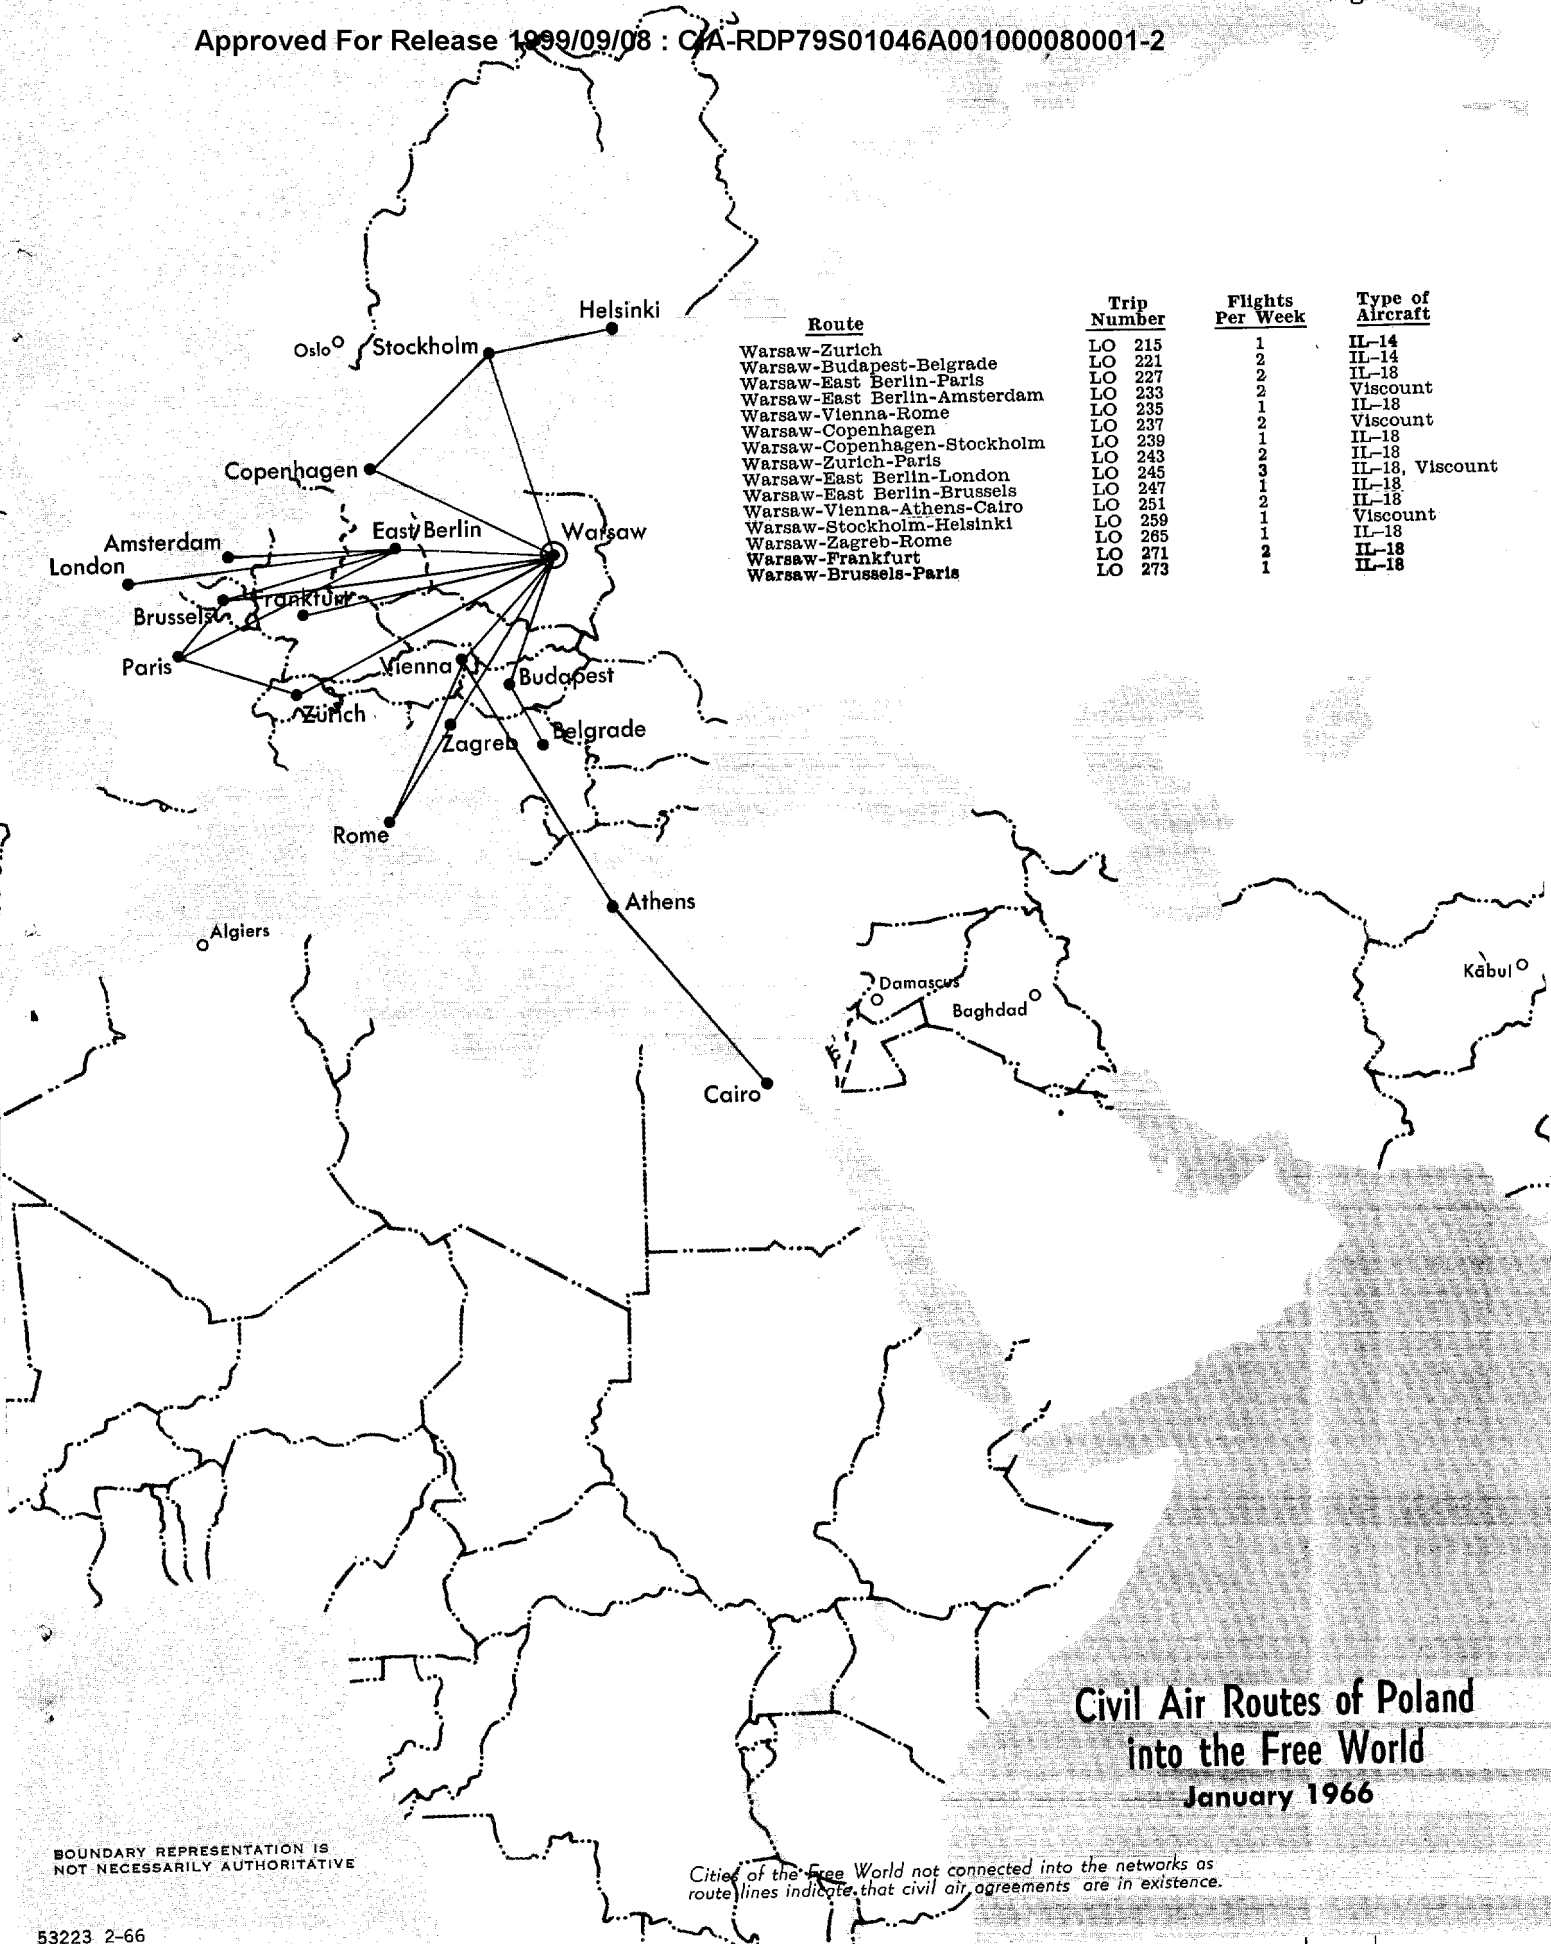 Approved For Release 1999/09/08 : CIA-RDP79S01046A001000080001-2
Helsinki
Oslo
Stockholm
Copenhagen
East Berlin
Warsaw
Amsterdam
London
Brussels
Frankfurt
Paris
Vienna
Budapest
Zürich
Zagreb
Belgrade
Rome
Athens
Algiers
Damascus
Baghdad
Kābul
Cairo
Route Trip Number Flights Per Week Type of Aircraft
Warsaw-Zurich LO 215 1 IL-14
Warsaw-Budapest-Belgrade LO 221 2 IL-14
Warsaw-East Berlin-Paris LO 227 2 IL-18
Warsaw-East Berlin-Amsterdam LO 233 2 Viscount
Warsaw-Vienna-Rome LO 235 1 IL-18
Warsaw-Copenhagen LO 237 2 Viscount
Warsaw-Copenhagen-Stockholm LO 239 1 IL-18
Warsaw-Zurich-Paris LO 243 2 IL-18
Warsaw-East Berlin-London LO 245 3 IL-18, Viscount
Warsaw-East Berlin-Brussels LO 247 1 IL-18
Warsaw-Vienna-Athens-Cairo LO 251 2 IL-18
Warsaw-Stockholm-Helsinki LO 259 1 Viscount
Warsaw-Zagreb-Rome LO 265 1 IL-18
Warsaw-Frankfurt LO 271 2 IL-18
Warsaw-Brussels-Paris LO 273 1 IL-18
Civil Air Routes of Poland
into the Free World
January 1966
BOUNDARY REPRESENTATION IS
NOT NECESSARILY AUTHORITATIVE
Cities of the Free World not connected into the networks as
route lines indicate that civil air agreements are in existence.
53223 2-66